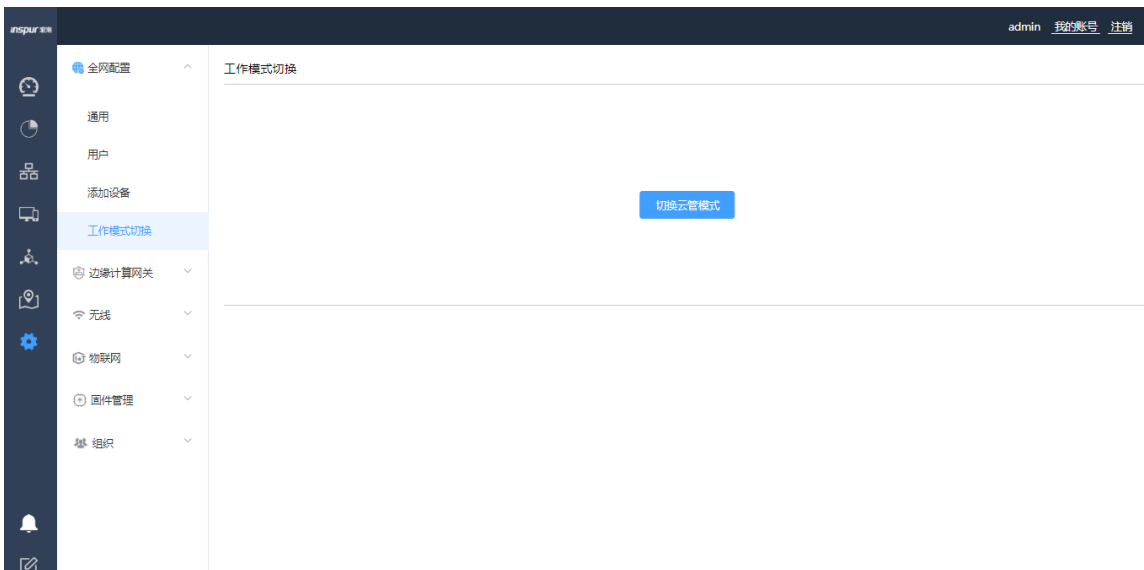 inspur 浪潮
admin 我的账号 注销
全网配置
通用
用户
添加设备
工作模式切换
边缘计算网关
无线
物联网
固件管理
组织
工作模式切换
切换云管模式